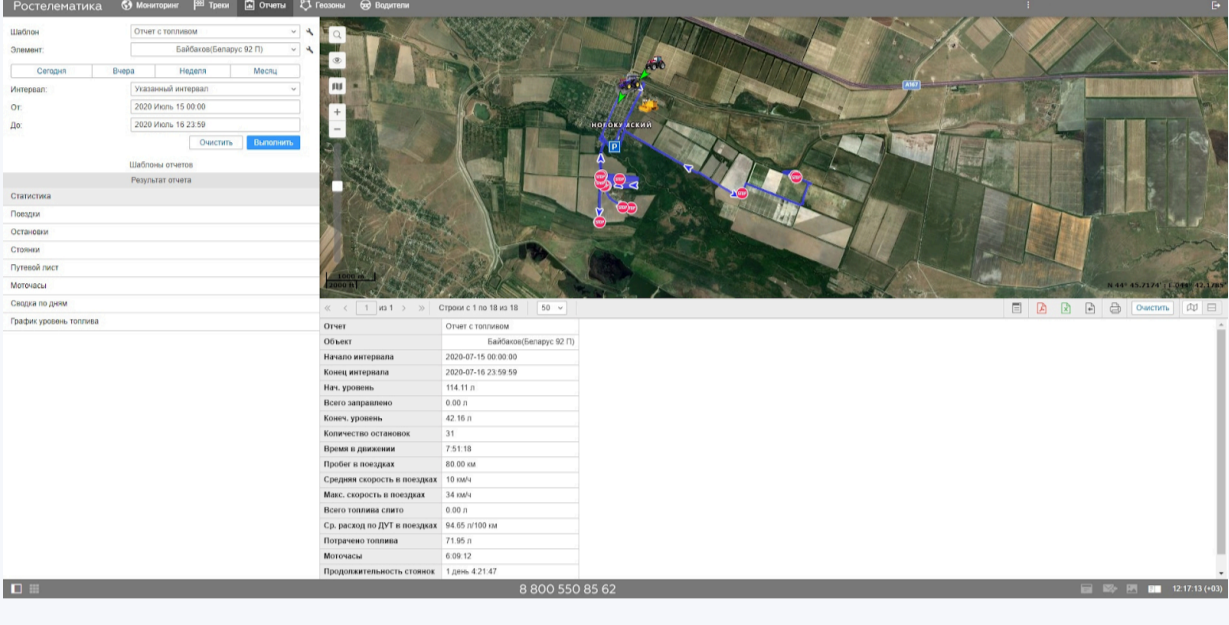 Ростелематика Мониторинг Треки Отчеты Геозоны Водители
Шаблон Отчет с топливом
Элемент: Байбаков(Беларус 92 П)
Сегодня Вчера Неделя Месяц
Интервал: Указанный интервал
От: 2020 Июль 15 00:00
До: 2020 Июль 16 23:59
Очистить Выполнить
Шаблоны отчетов
Результат отчета
Статистика
Поездки
Остановки
Стоянки
Путевой лист
Моточасы
Сводка по дням
График уровень топлива
A167
P
STOP
1000 m
2000 ft
1 из 1 Строки с 1 по 18 из 18 50 Очистить
Отчет Отчет с топливом
Объект Байбаков(Беларус 92 П)
Начало интервала 2020-07-15 00:00:00
Конец интервала 2020-07-16 23:59:59
Нач. уровень 114.11 л
Всего заправлено 0.00 л
Конеч. уровень 42.16 л
Количество остановок 31
Время в движении 7:51:18
Пробег в поездках 80.00 км
Средняя скорость в поездках 10 км/ч
Макс. скорость в поездках 34 км/ч
Всего топлива слито 0.00 л
Ср. расход по ДУТ в поездках 94.65 л/100 км
Потрачено топлива 71.95 л
Моточасы 6:09:12
Продолжительность стоянок 1 день 4:21:47
8 800 550 85 62 12:17:13 (+03)